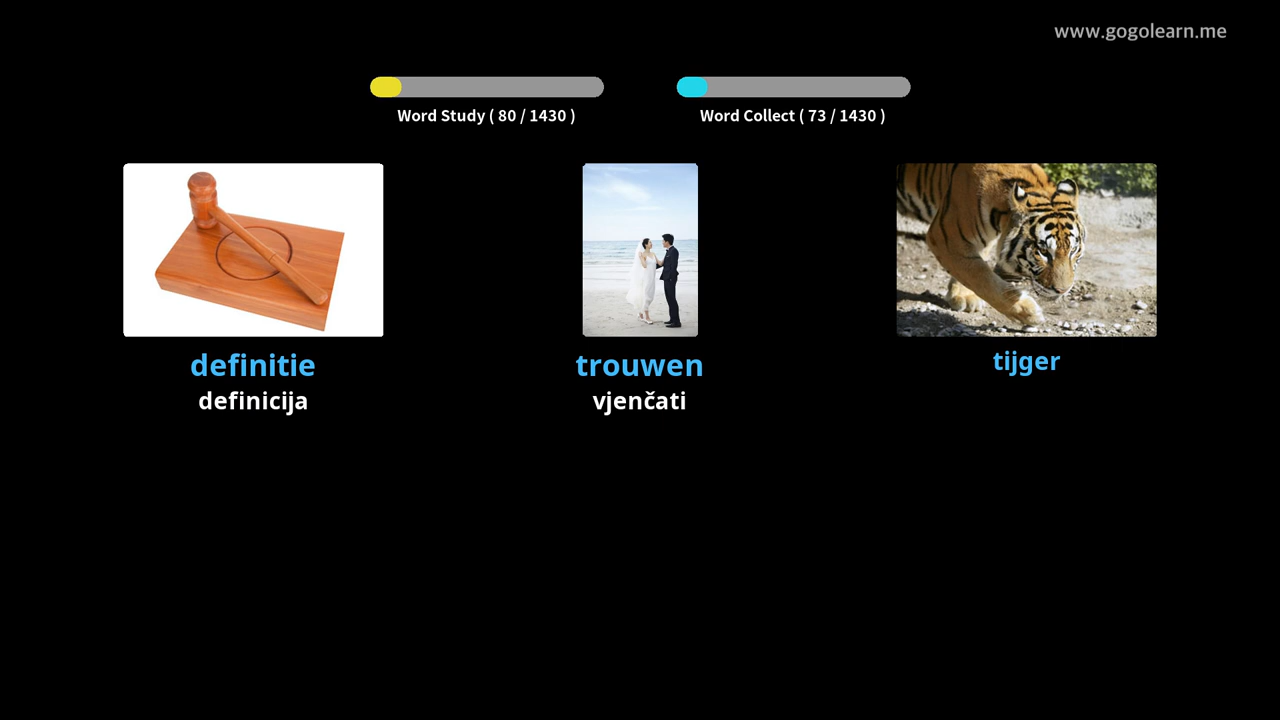 www.gogolearn.me
Word Study ( 80 / 1430 )
Word Collect ( 73 / 1430 )
definitie
trouwen
tijger
definicija
vjenčati